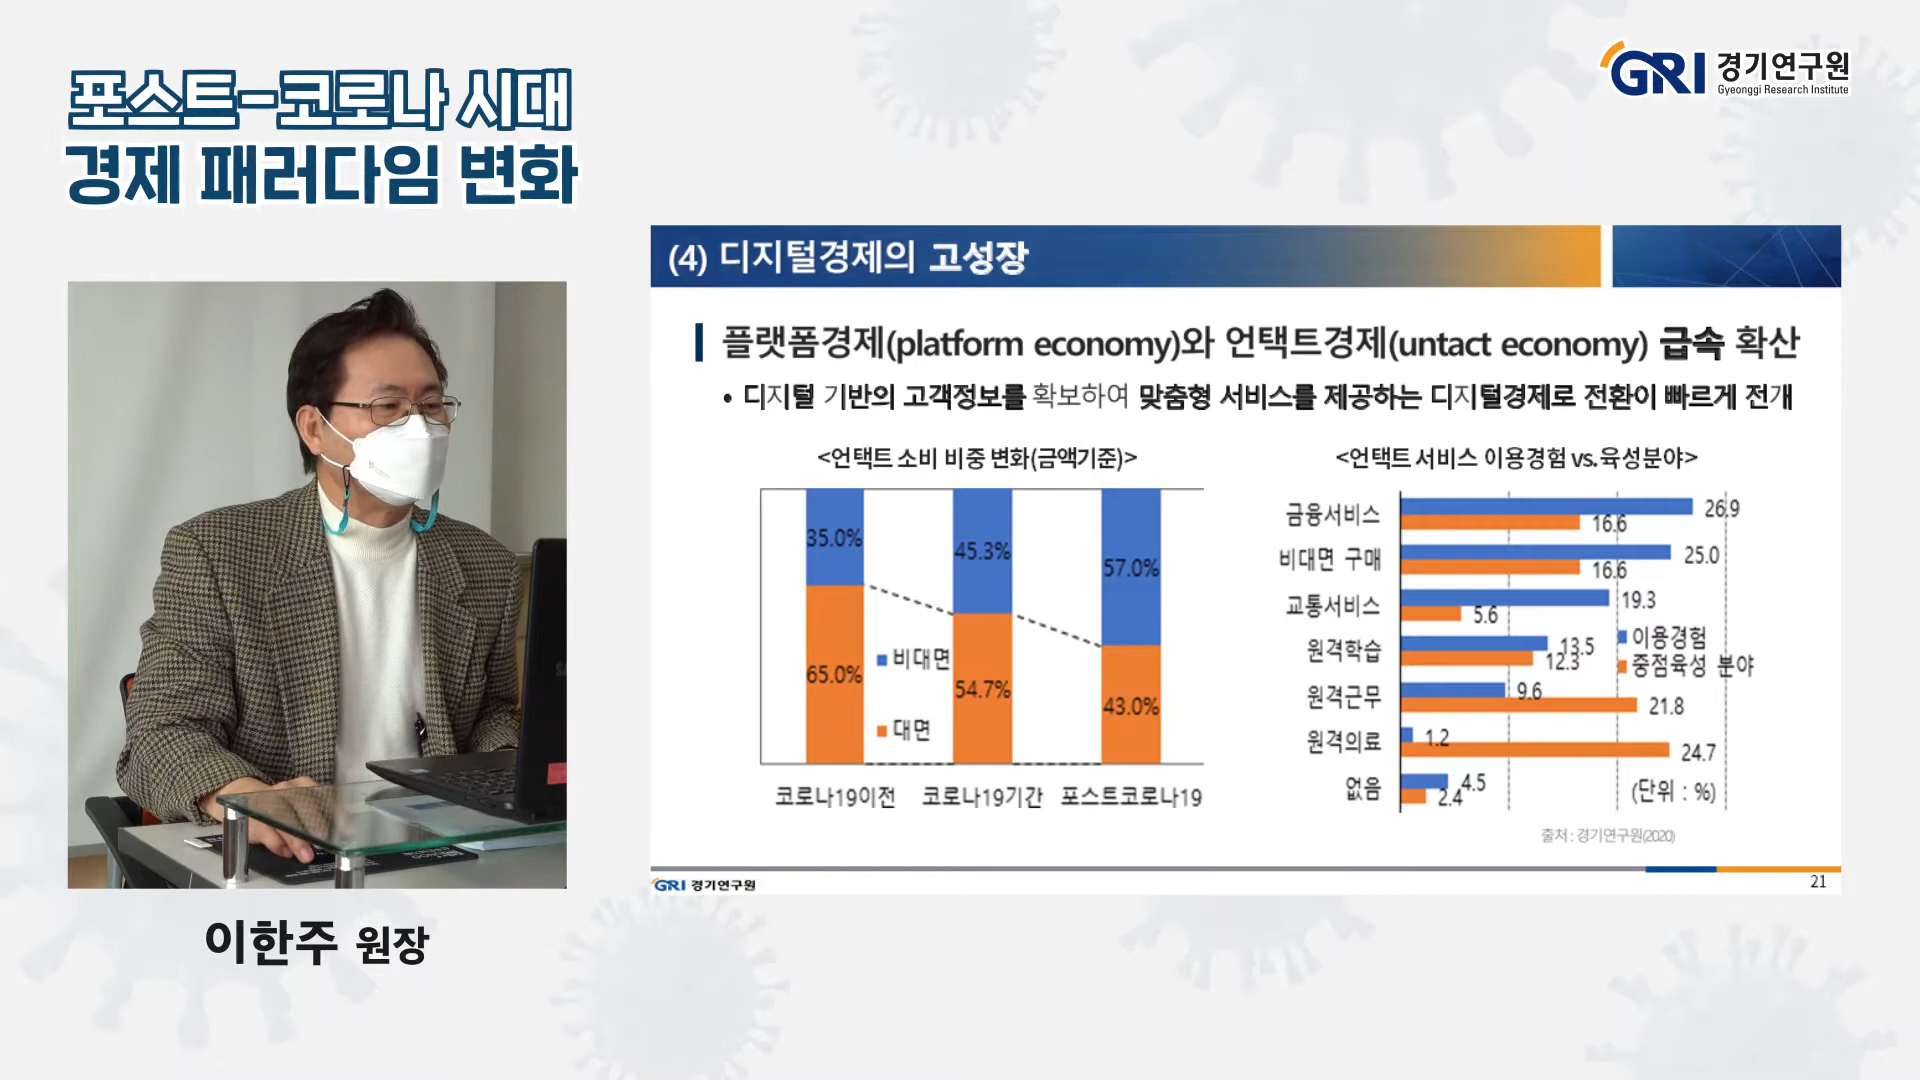 포스트-코로나 시대
경제 패러다임 변화
GRI 경기연구원
Gyeonggi Research Institute
(4) 디지털경제의 고성장
플랫폼경제(platform economy)와 언택트경제(untact economy) 급속 확산
• 디지털 기반의 고객정보를 확보하여 맞춤형 서비스를 제공하는 디지털경제로 전환이 빠르게 전개
<언택트 소비 비중 변화(금액기준)>
35.0%
45.3%
57.0%
65.0%
54.7%
43.0%
비대면
대면
코로나19이전
코로나19기간
포스트코로나19
<언택트 서비스 이용경험 vs.육성분야>
금융서비스
26.9
16.6
비대면 구매
25.0
16.6
교통서비스
19.3
5.6
원격학습
13.5
12.3
원격근무
9.6
21.8
원격의료
1.2
24.7
없음
4.5
2.4
이용경험
중점육성 분야
(단위 : %)
출처 : 경기연구원(2020)
GRI 경기연구원
21
이한주 원장